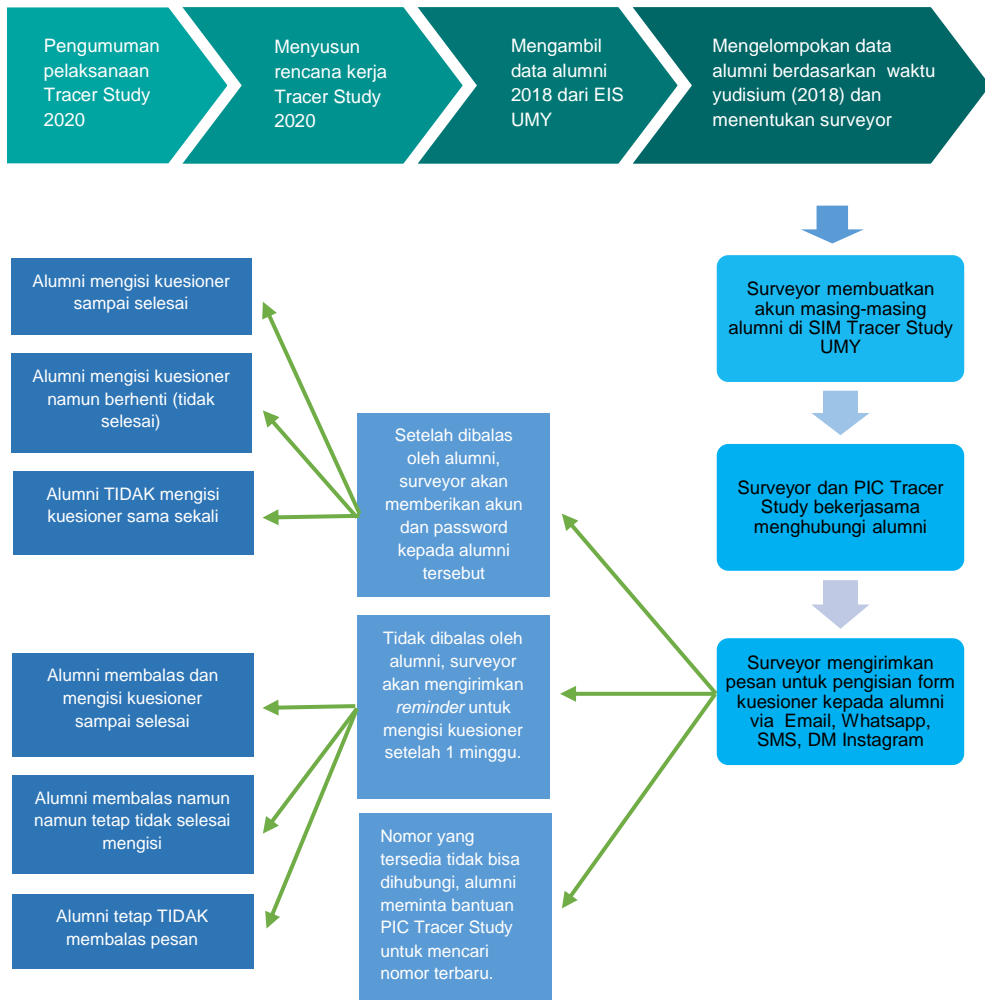 Pengumuman
pelaksanaan
Tracer Study
2020
Menyusun
rencana kerja
Tracer Study
2020
Mengambil
data alumni
2018 dari EIS
UMY
Mengelompokan data
alumni berdasarkan waktu
yudisium (2018) dan
menentukan surveyor
Surveyor membuatkan
akun masing-masing
alumni di SIM Tracer Study
UMY
Surveyor dan PIC Tracer
Study bekerjasama
menghubungi alumni
Surveyor mengirimkan
pesan untuk pengisian form
kuesioner kepada alumni
via Email, Whatsapp,
SMS, DM Instagram
Setelah dibalas
oleh alumni,
surveyor akan
memberikan akun
dan password
kepada alumni
tersebut
Tidak dibalas oleh
alumni, surveyor
akan mengirimkan
reminder untuk
mengisi kuesioner
setelah 1 minggu.
Nomor yang
tersedia tidak bisa
dihubungi, alumni
meminta bantuan
PIC Tracer Study
untuk mencari
nomor terbaru.
Alumni mengisi kuesioner
sampai selesai
Alumni mengisi kuesioner
namun berhenti (tidak
selesai)
Alumni TIDAK mengisi
kuesioner sama sekali
Alumni membalas dan
mengisi kuesioner
sampai selesai
Alumni membalas namun
namun tetap tidak selesai
mengisi
Alumni tetap TIDAK
membalas pesan